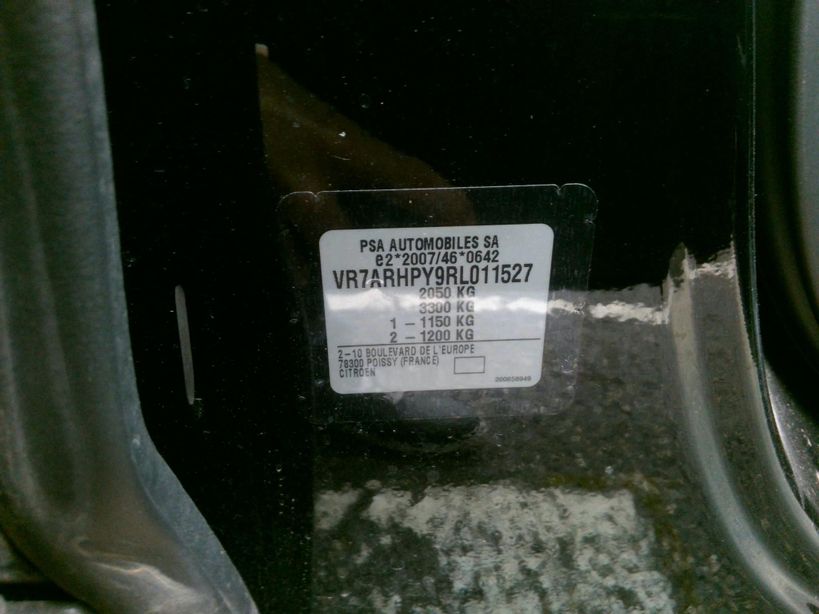 PSA AUTOMOBILES SA
e2*2007/46*0642
VR7ARHPY9RL011527
2050 KG
3300 KG
1 – 1150 KG
2 – 1200 KG
2–10 BOULEVARD DE L'EUROPE
78300 POISSY (FRANCE)
CITROEN